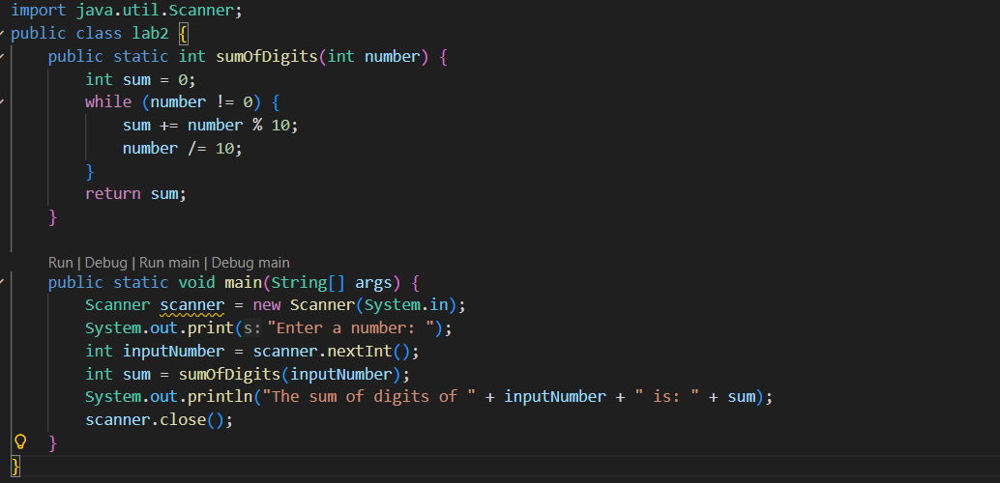 import java.util.Scanner;
public class lab2 {
    public static int sumOfDigits(int number) {
        int sum = 0;
        while (number != 0) {
            sum += number % 10;
            number /= 10;
        }
        return sum;
    }
    Run | Debug | Run main | Debug main
    public static void main(String[] args) {
        Scanner scanner = new Scanner(System.in);
        System.out.print(s: "Enter a number: ");
        int inputNumber = scanner.nextInt();
        int sum = sumOfDigits(inputNumber);
        System.out.println("The sum of digits of " + inputNumber + " is: " + sum);
        scanner.close();
    }
}